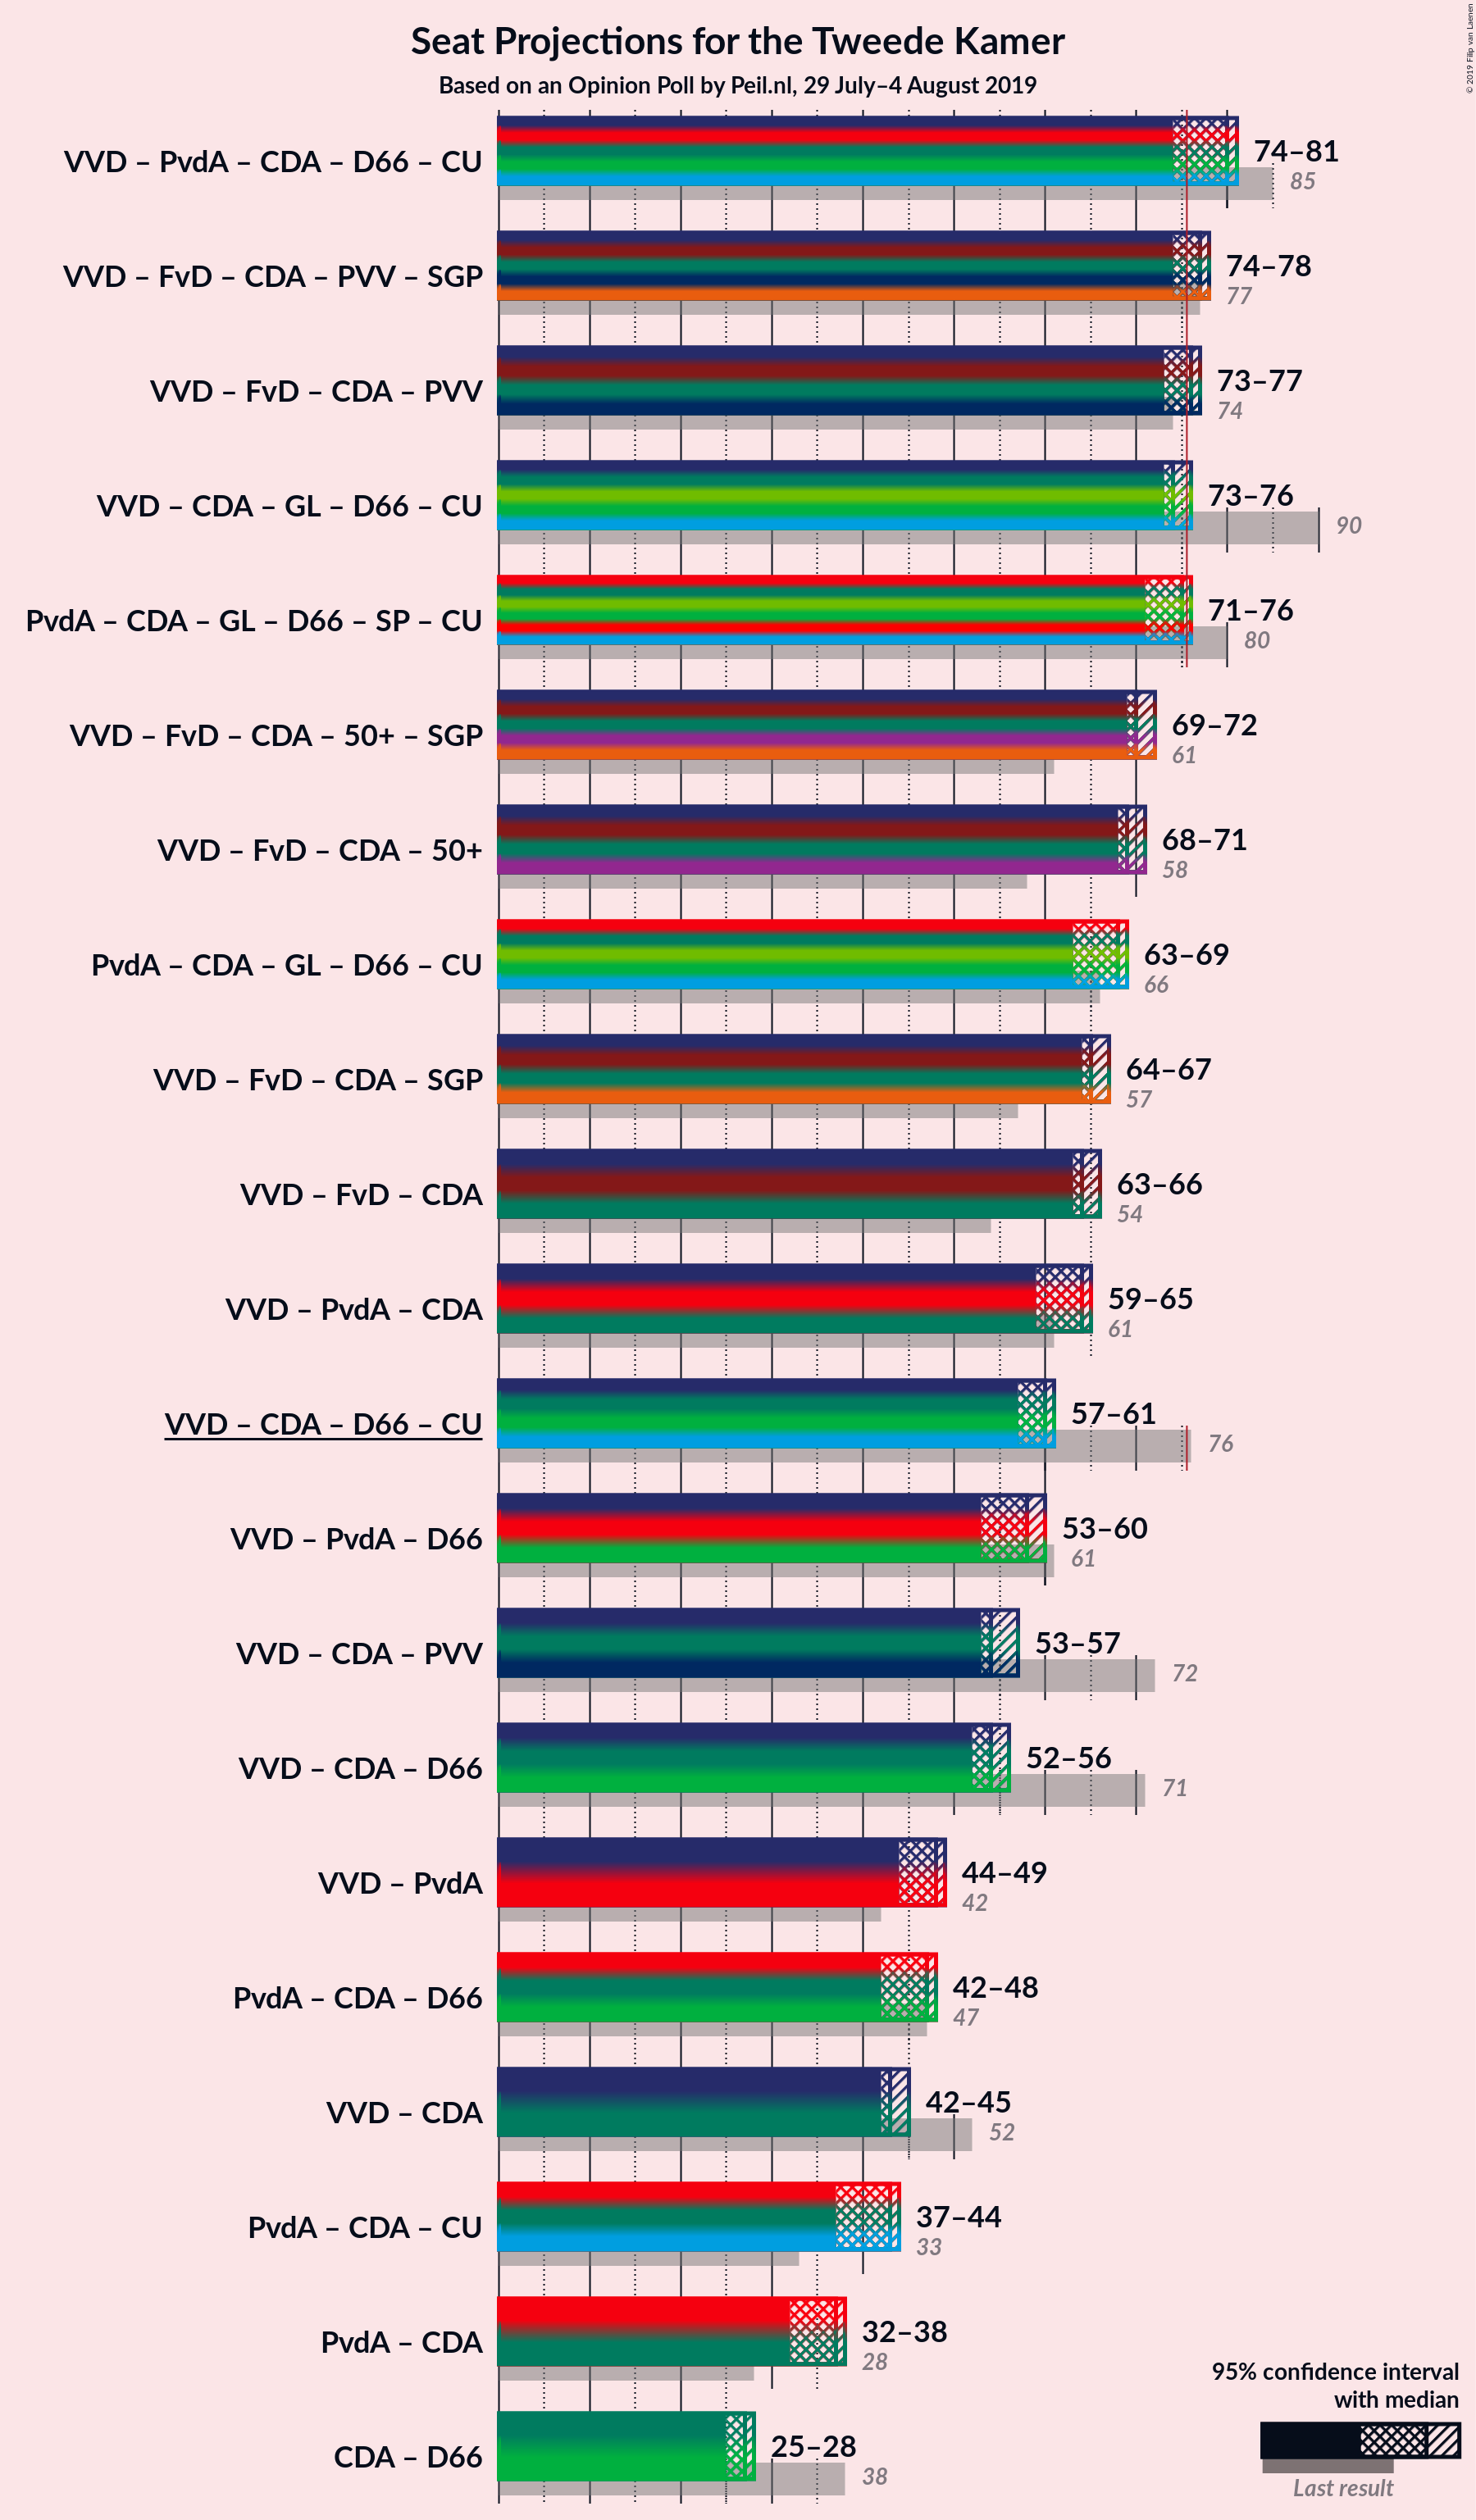 © 2019 Filip van Laenen
Seat Projections for the Tweede Kamer
Based on an Opinion Poll by Peil.nl, 29 July–4 August 2019
VVD – PvdA – CDA – D66 – CU
74–81
85
VVD – FvD – CDA – PVV – SGP
74–78
77
VVD – FvD – CDA – PVV
73–77
74
VVD – CDA – GL – D66 – CU
73–76
90
PvdA – CDA – GL – D66 – SP – CU
71–76
80
VVD – FvD – CDA – 50+ – SGP
69–72
61
VVD – FvD – CDA – 50+
68–71
58
PvdA – CDA – GL – D66 – CU
63–69
66
VVD – FvD – CDA – SGP
64–67
57
VVD – FvD – CDA
63–66
54
VVD – PvdA – CDA
59–65
61
VVD – CDA – D66 – CU
57–61
76
VVD – PvdA – D66
53–60
61
VVD – CDA – PVV
53–57
72
VVD – CDA – D66
52–56
71
VVD – PvdA
44–49
42
PvdA – CDA – D66
42–48
47
VVD – CDA
42–45
52
PvdA – CDA – CU
37–44
33
PvdA – CDA
32–38
28
CDA – D66
25–28
38
95% confidence interval
with median
Last result